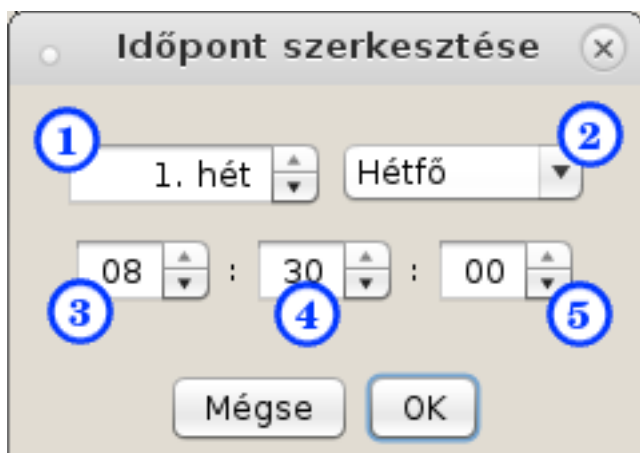 Időpont szerkesztése
1 2
1. hét Hétfő
08 : 30 : 00
3 4 5
Mégse OK